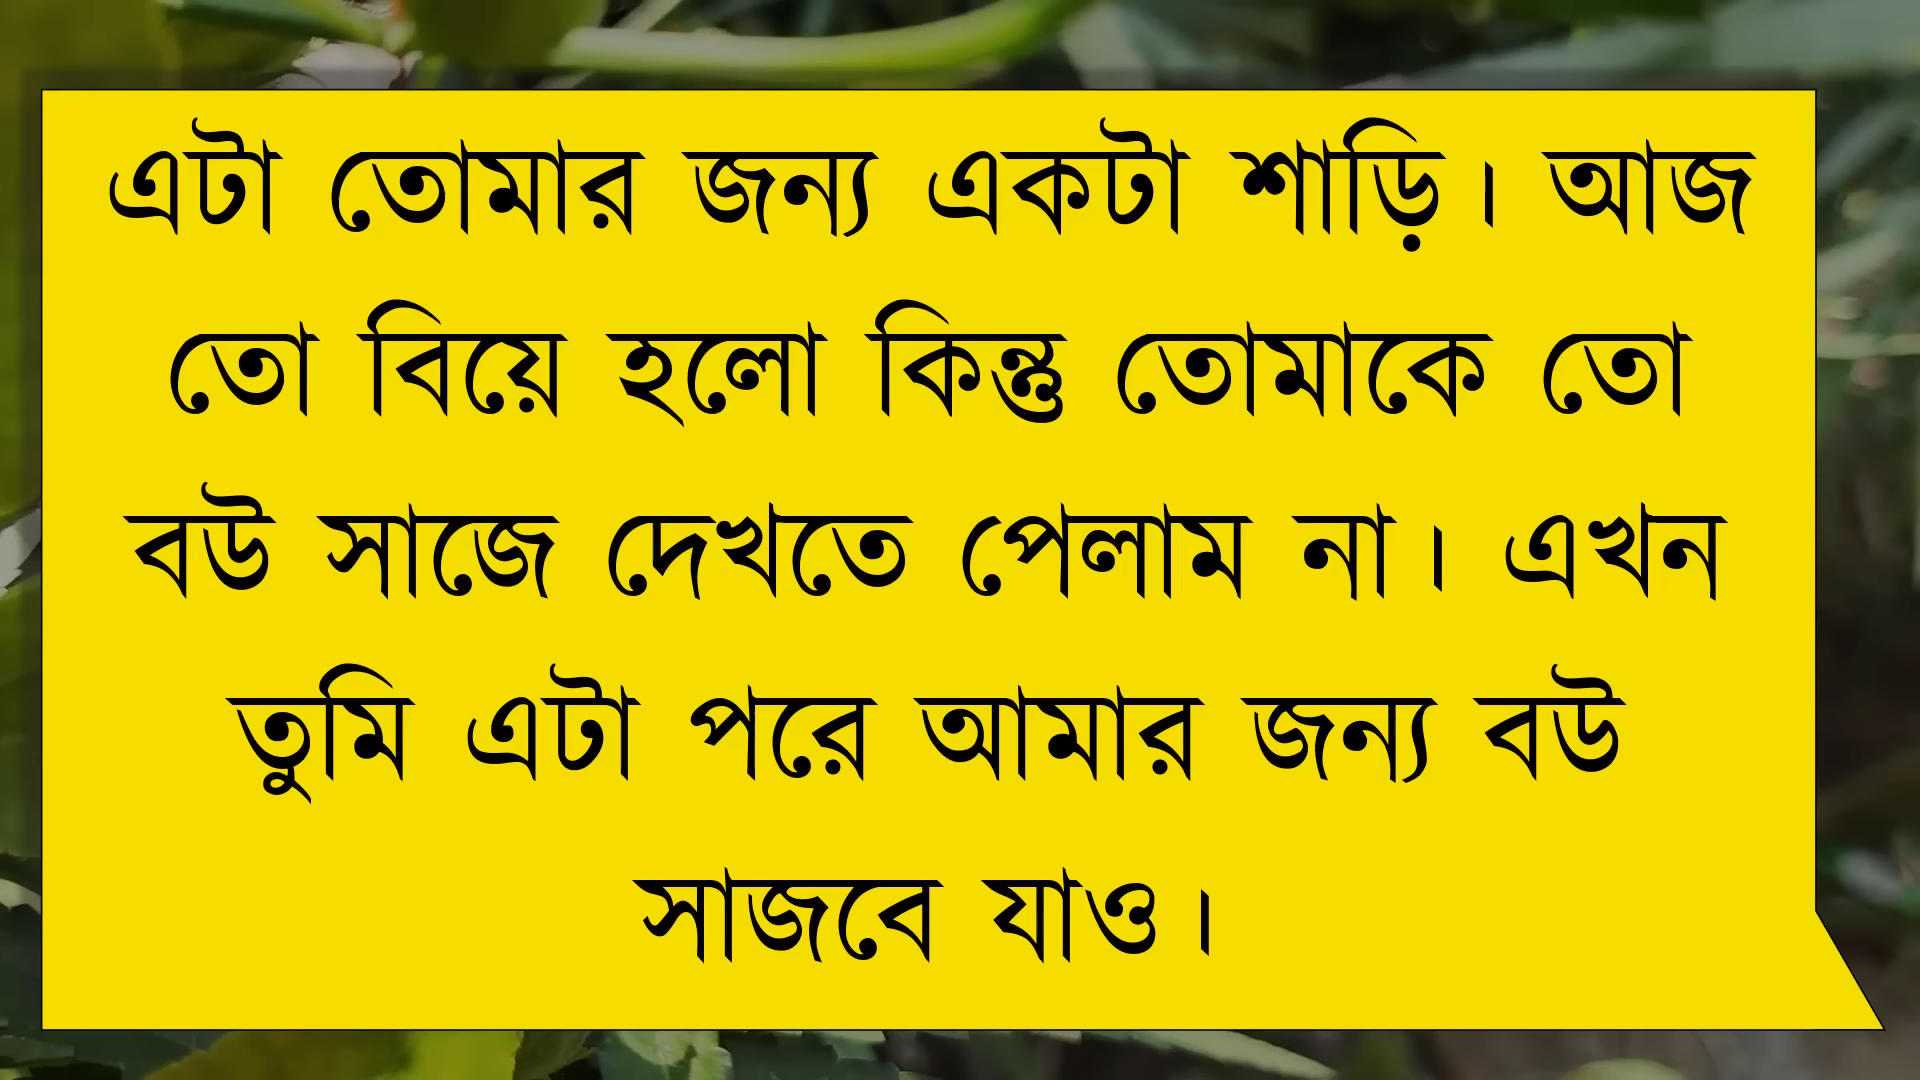 এটা তোমার জন্য একটা শাড়ি। আজ
তো বিয়ে হলো কিন্তু তোমাকে তো
বউ সাজে দেখতে পেলাম না। এখন
তুমি এটা পরে আমার জন্য বউ
সাজবে যাও।